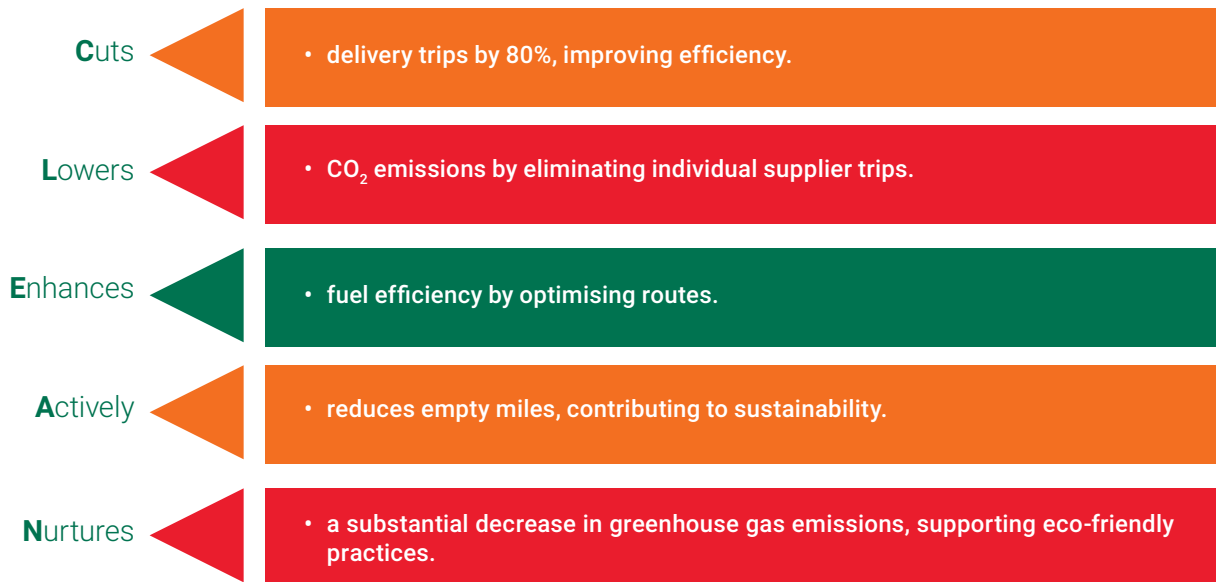 Cuts
• delivery trips by 80%, improving efficiency.
Lowers
• CO₂ emissions by eliminating individual supplier trips.
Enhances
• fuel efficiency by optimising routes.
Actively
• reduces empty miles, contributing to sustainability.
Nurtures
• a substantial decrease in greenhouse gas emissions, supporting eco-friendly
practices.